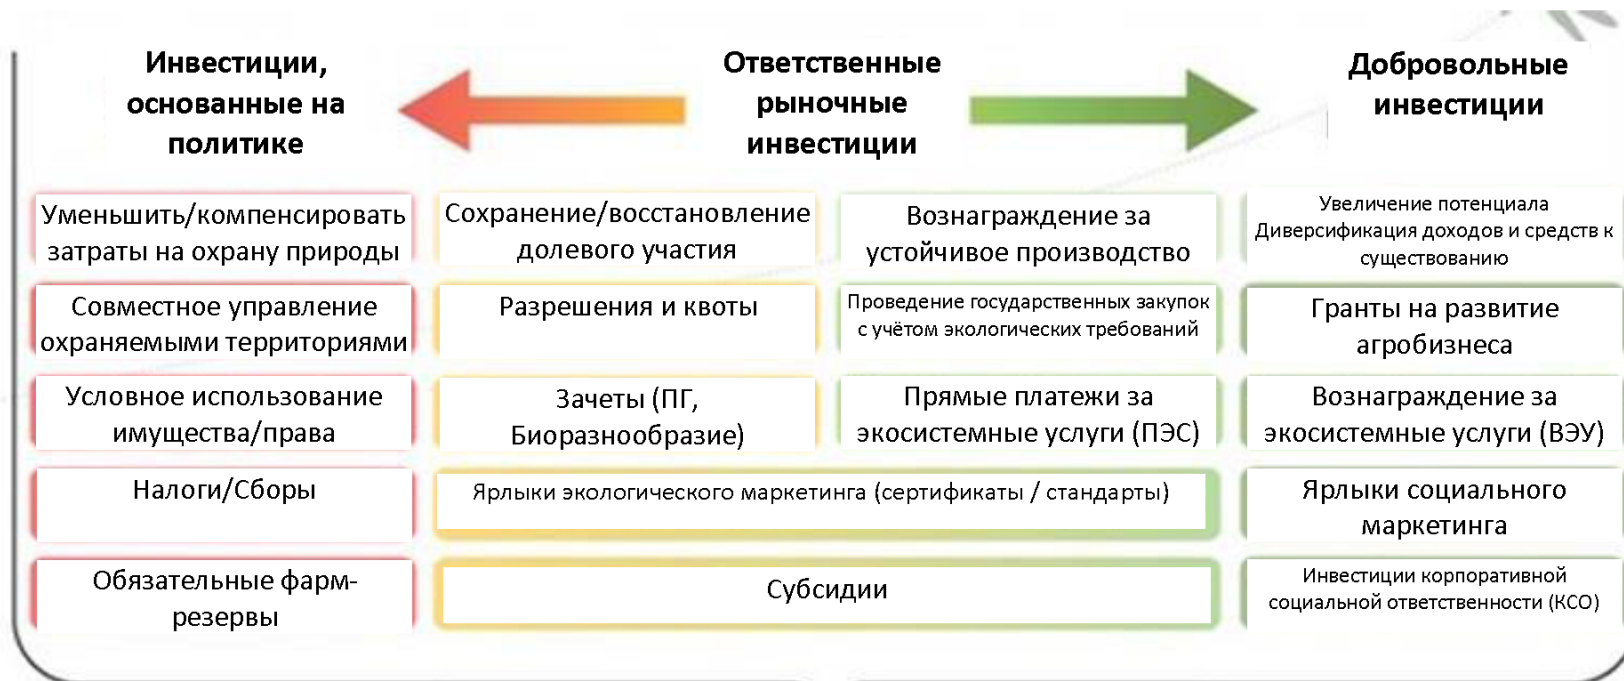 Инвестиции,
основанные на
политике
Ответственные
рыночные
инвестиции
Добровольные
инвестиции
Уменьшить/компенсировать
затраты на охрану природы
Сохранение/восстановление
долевого участия
Вознаграждение за
устойчивое производство
Увеличение потенциала
Диверсификация доходов и средств к
существованию
Совместное управление
охраняемыми территориями
Разрешения и квоты
Проведение государственных закупок
с учётом экологических требований
Гранты на развитие
агробизнеса
Условное использование
имущества/права
Зачеты (ПГ,
Биоразнообразие)
Прямые платежи за
экосистемные услуги (ПЭС)
Вознаграждение за
экосистемные услуги (ВЭУ)
Налоги/Сборы
Ярлыки экологического маркетинга (сертификаты / стандарты)
Ярлыки социального
маркетинга
Обязательные фарм-
резервы
Субсидии
Инвестиции корпоративной
социальной ответственности (КСО)